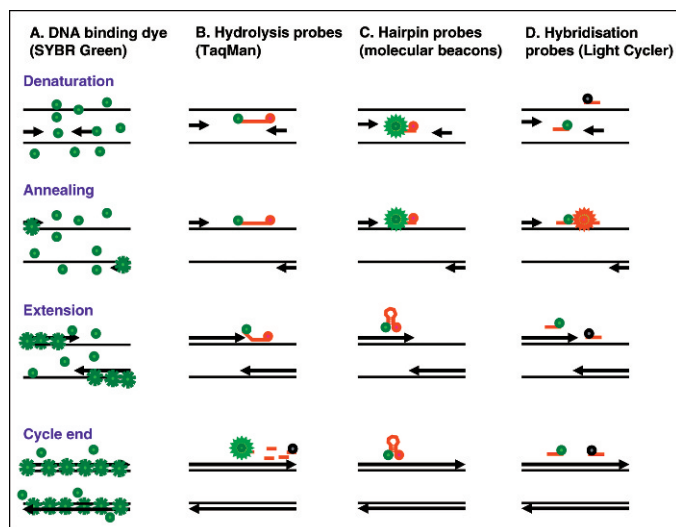 A. DNA binding dye
(SYBR Green)
B. Hydrolysis probes
(TaqMan)
C. Hairpin probes
(molecular beacons)
D. Hybridisation
probes (Light Cycler)
Denaturation
Annealing
Extension
Cycle end